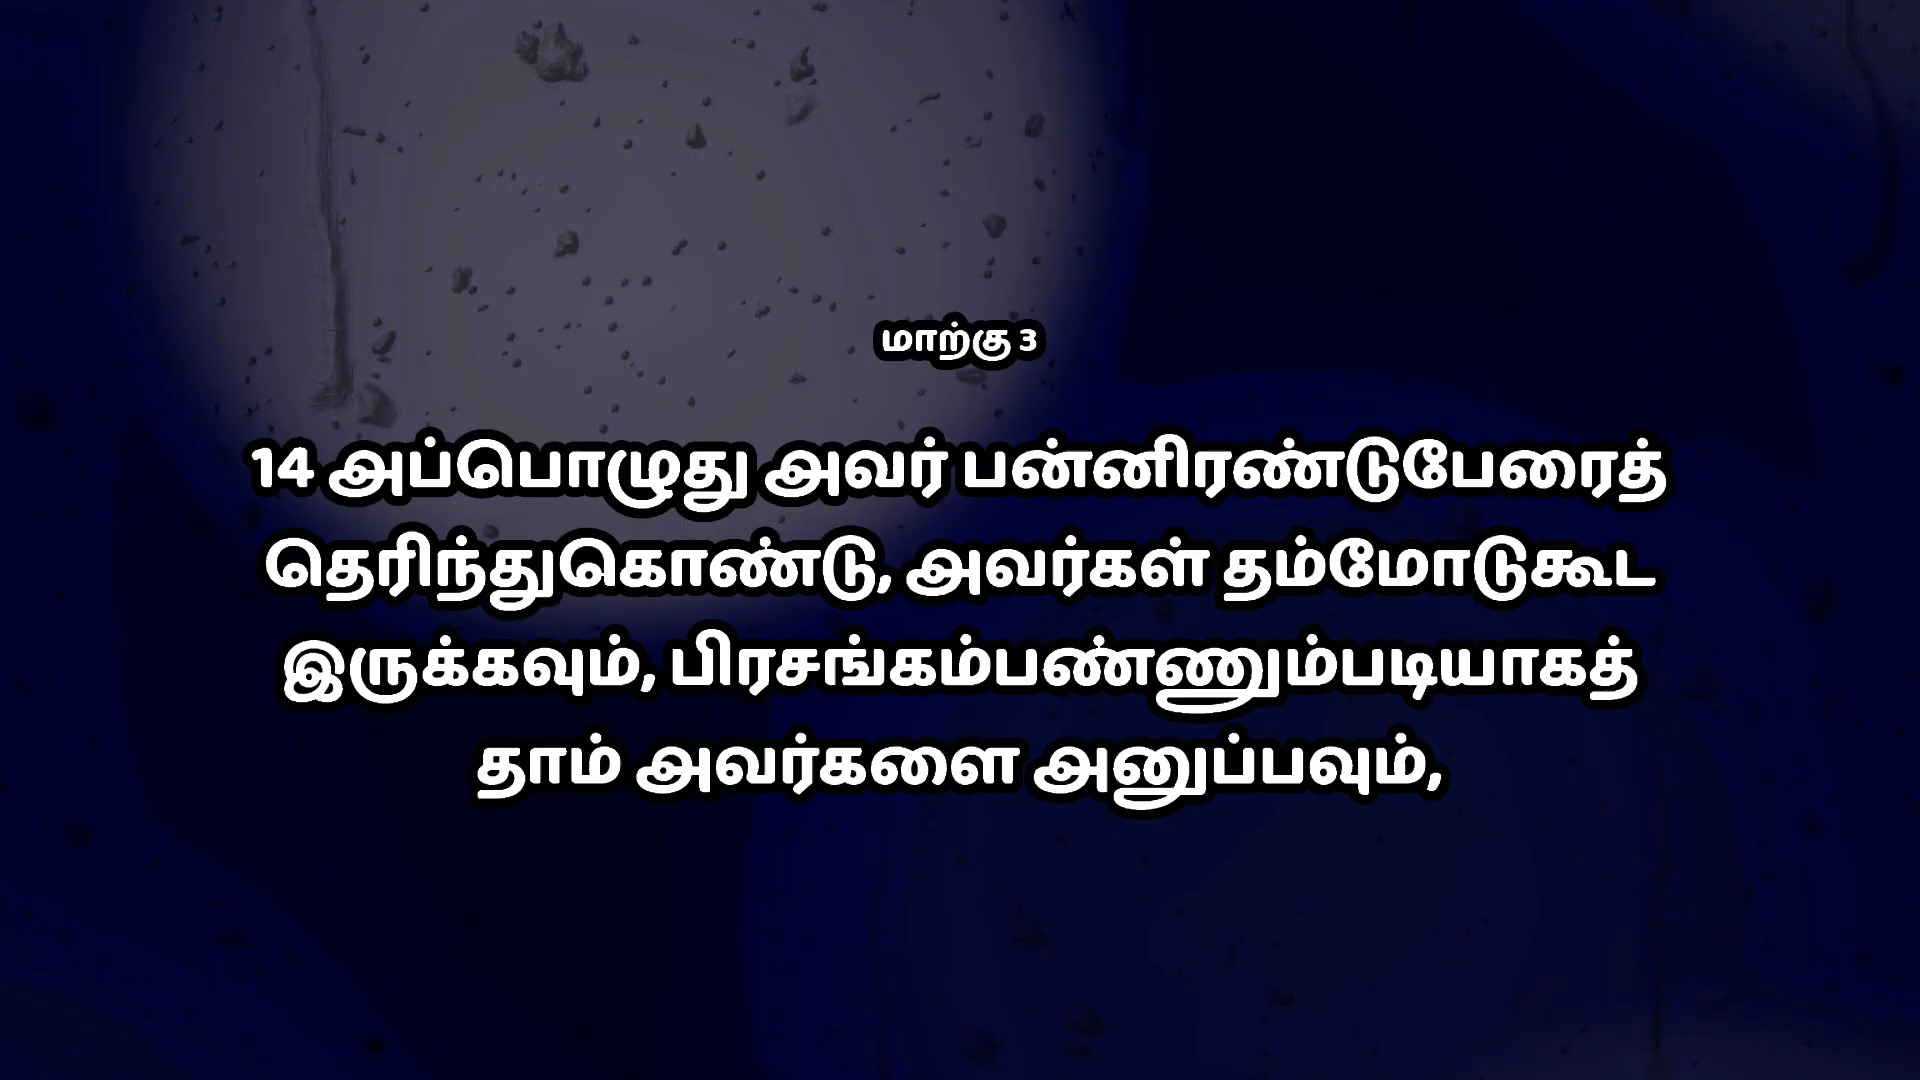 மாற்கு 3
14 அப்பொழுது அவர் பன்னிரண்டுபேரைத்
தெரிந்துகொண்டு, அவர்கள் தம்மோடுகூட
இருக்கவும், பிரசங்கம்பண்ணும்படியாகத்
தாம் அவர்களை அனுப்பவும்,